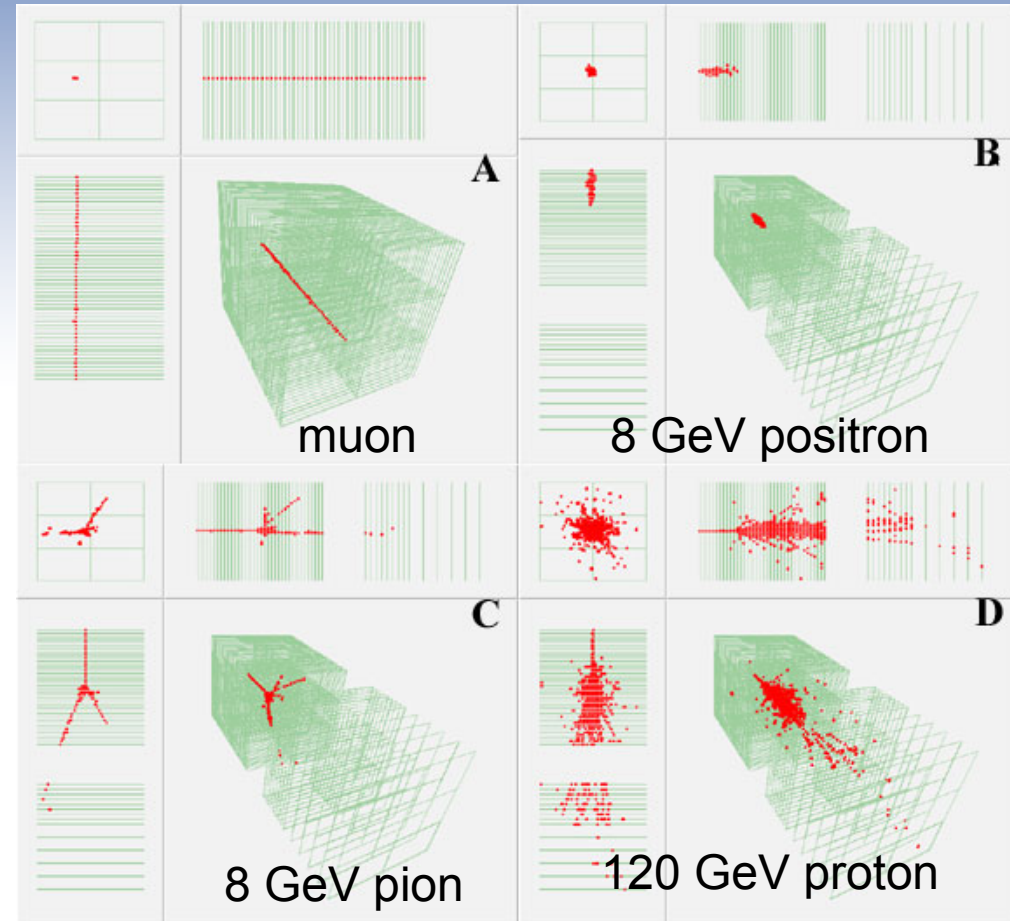 A
B
muon
8 GeV positron
C
D
8 GeV pion
120 GeV proton